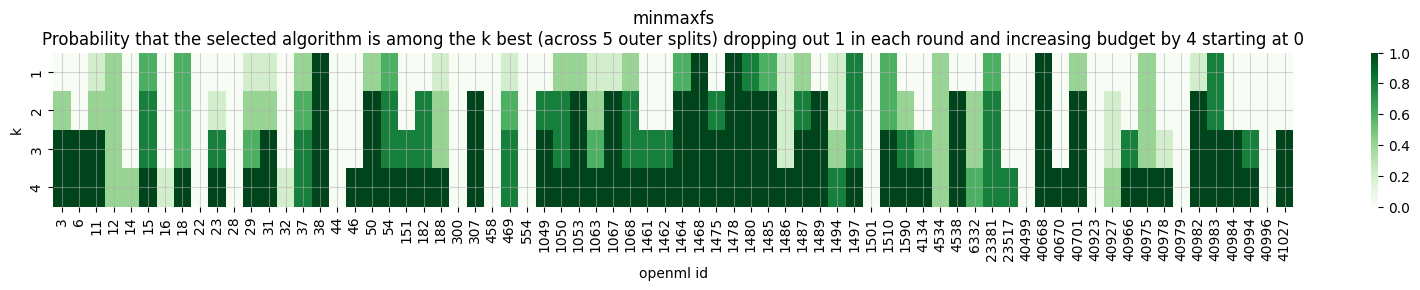 minmaxfs
Probability that the selected algorithm is among the k best (across 5 outer splits) dropping out 1 in each round and increasing budget by 4 starting at 0
k
1
2
3
4
3 6 11 12 14 15 16 18 22 23 28 29 31 32 37 38 44 46 50 54 151 182 188 300 307 458 469 554 1049 1050 1053 1063 1067 1068 1461 1462 1464 1468 1475 1478 1480 1485 1486 1487 1489 1494 1497 1501 1510 1590 4134 4534 4538 6332 23381 23517 40499 40668 40670 40701 40923 40927 40966 40975 40978 40979 40982 40983 40984 40994 40996 41027
openml id
1.0
0.8
0.6
0.4
0.2
0.0